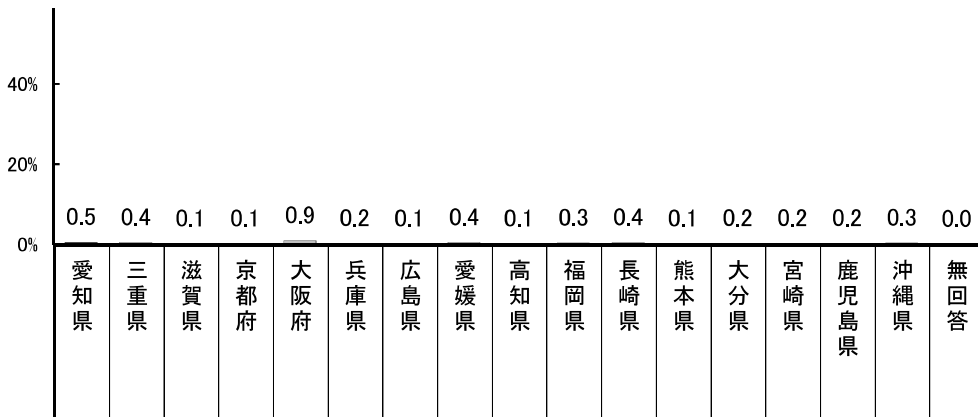 40%
20%
0%
0.5 0.4 0.1 0.1 0.9 0.2 0.1 0.4 0.1 0.3 0.4 0.1 0.2 0.2 0.2 0.3 0.0
愛知県
三重県
滋賀県
京都府
大阪府
兵庫県
広島県
愛媛県
高知県
福岡県
長崎県
熊本県
大分県
宮崎県
鹿児島県
沖縄県
無回答